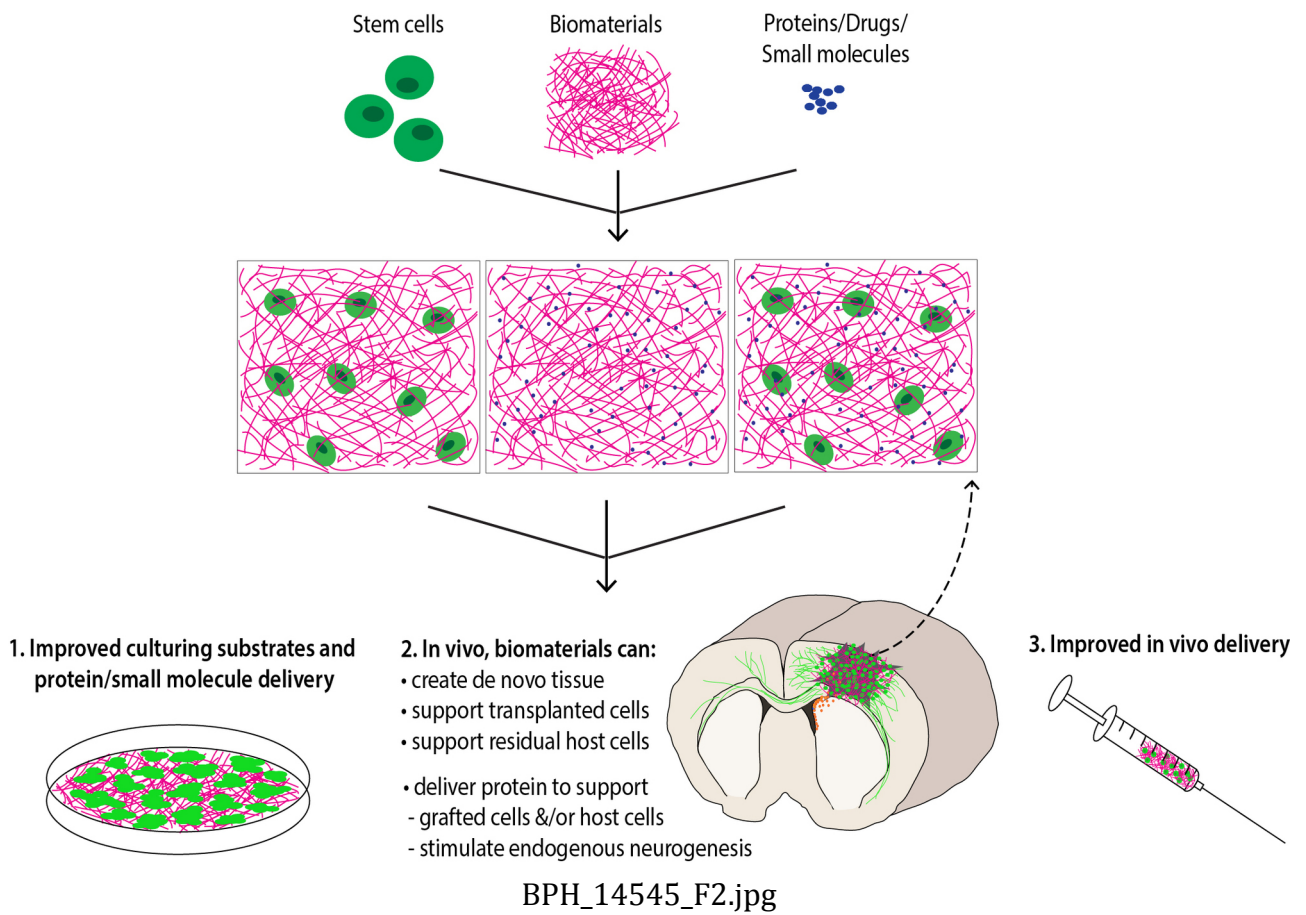 Stem cells
Biomaterials
Proteins/Drugs/
Small molecules
1. Improved culturing substrates and
protein/small molecule delivery
2. In vivo, biomaterials can:
• create de novo tissue
• support transplanted cells
• support residual host cells
• deliver protein to support
- grafted cells &/or host cells
- stimulate endogenous neurogenesis
3. Improved in vivo delivery
BPH_14545_F2.jpg